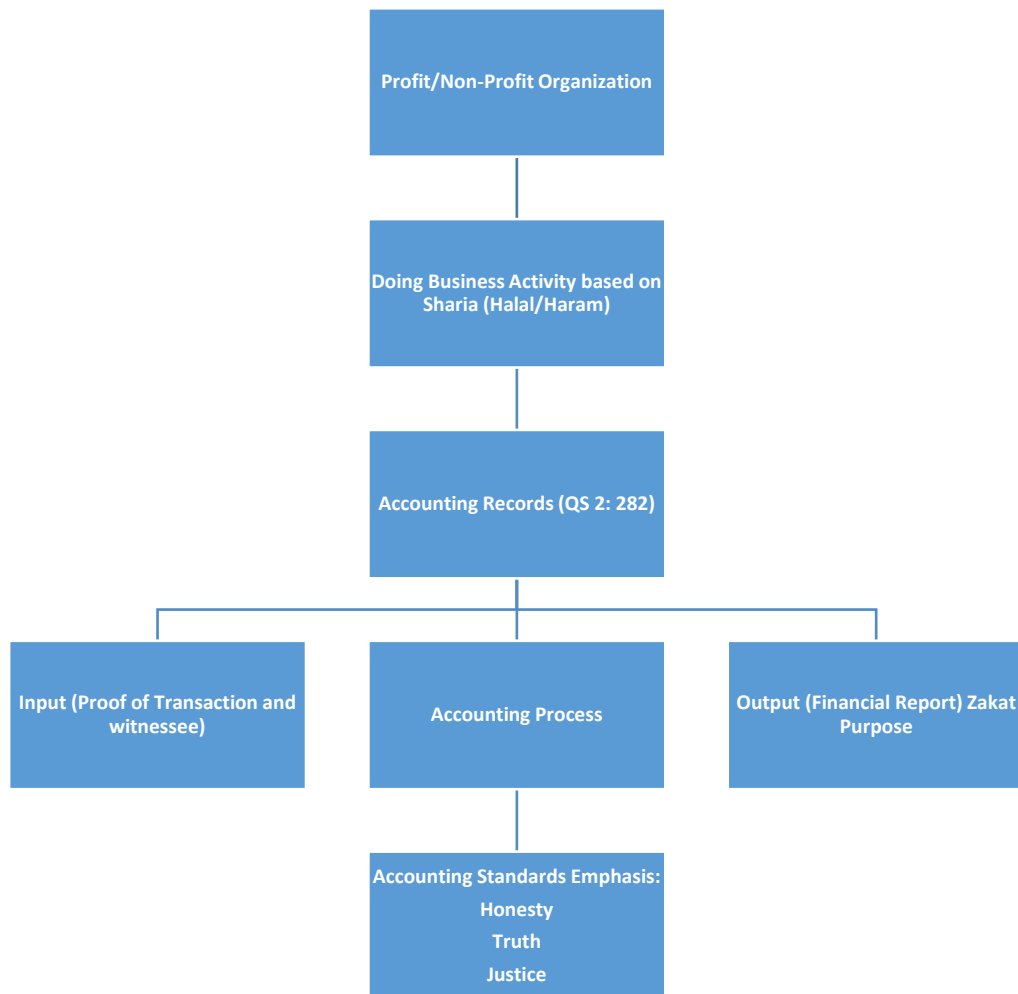 Profit/Non-Profit Organization
Doing Business Activity based on
Sharia (Halal/Haram)
Accounting Records (QS 2: 282)
Input (Proof of Transaction and
witnessee)
Accounting Process
Output (Financial Report) Zakat
Purpose
Accounting Standards Emphasis:
Honesty
Truth
Justice